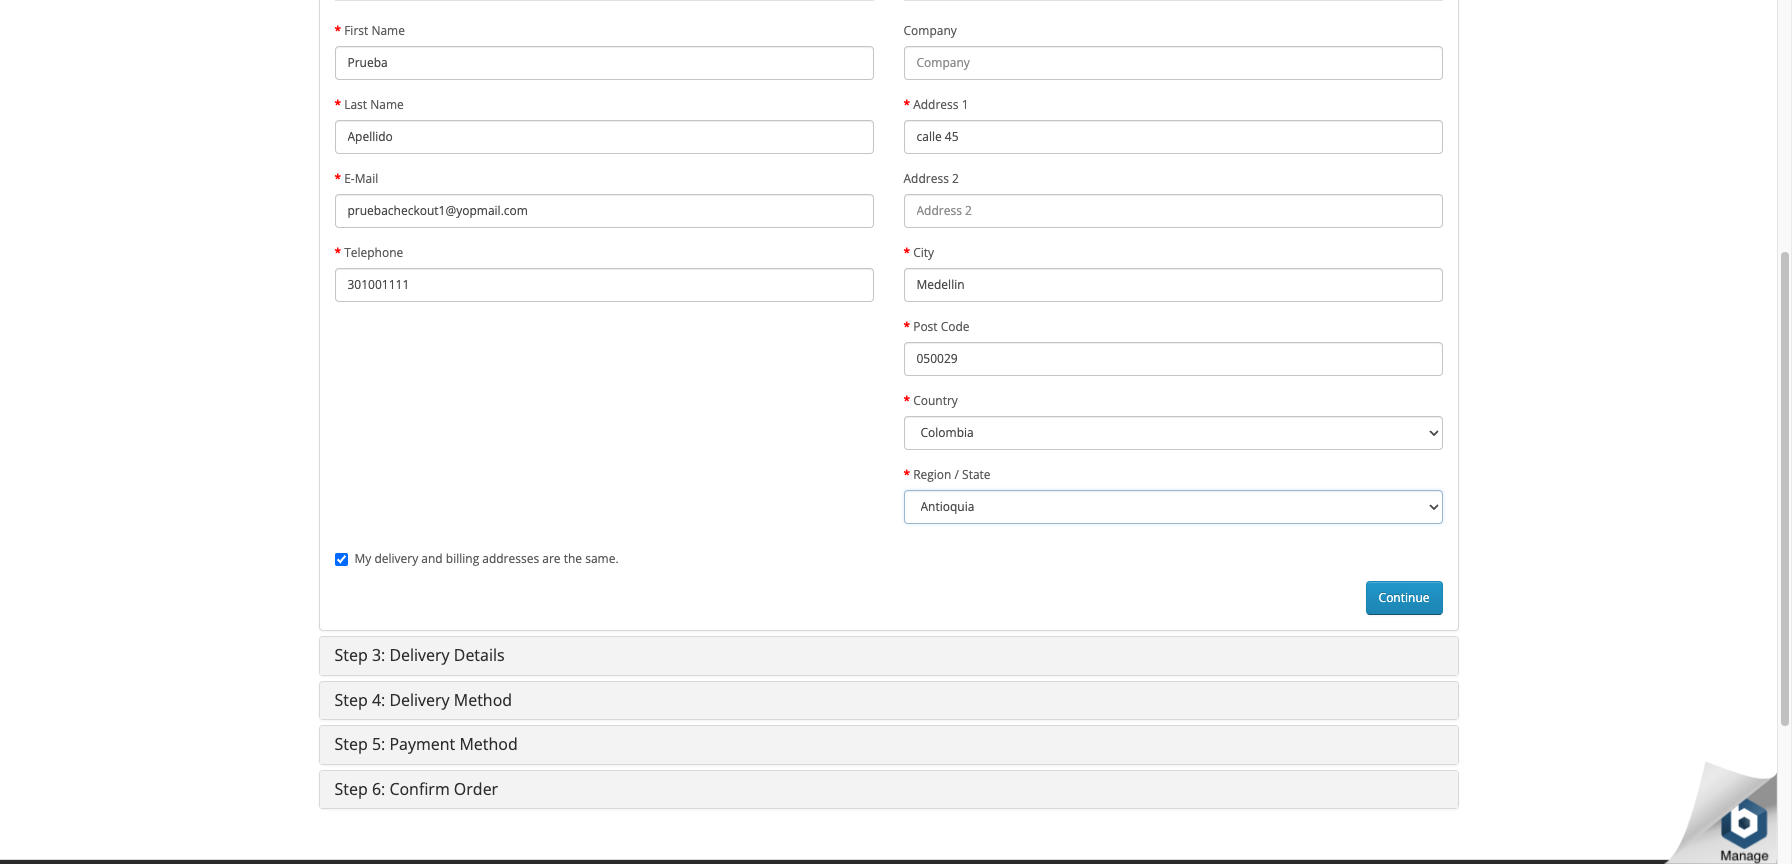 * First Name
Prueba
* Last Name
Apellido
* E-Mail
pruebacheckout1@yopmail.com
* Telephone
301001111
Company
Company
* Address 1
calle 45
Address 2
Address 2
* City
Medellin
* Post Code
050029
* Country
Colombia
* Region / State
Antioquia
My delivery and billing addresses are the same.
Continue
Step 3: Delivery Details
Step 4: Delivery Method
Step 5: Payment Method
Step 6: Confirm Order
b
Manage